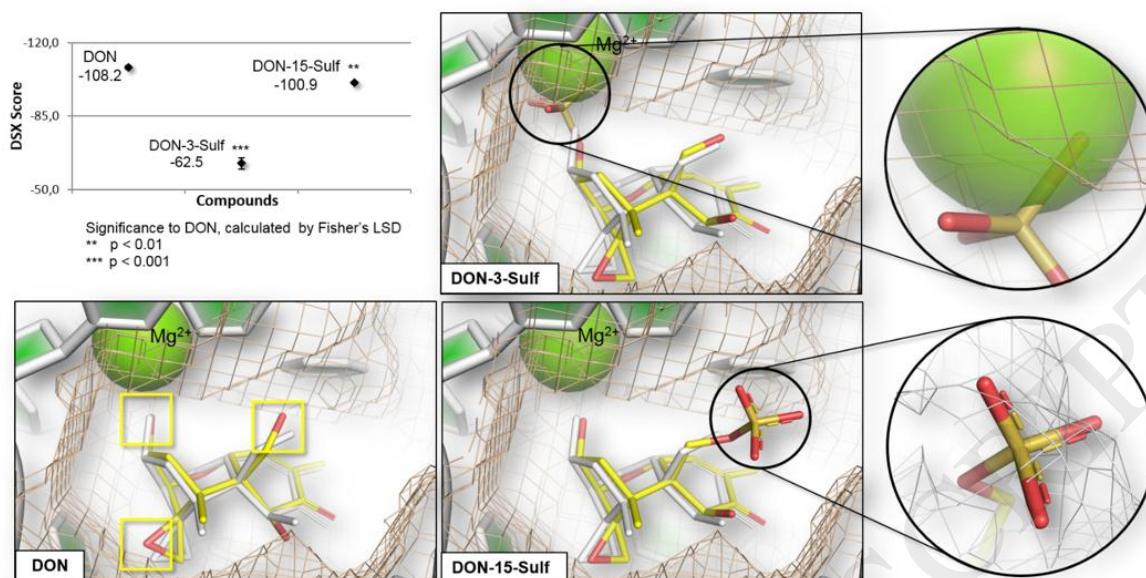 -120,0
-85,0
-50,0
DSX Score
DON
-108.2
DON-15-Sulf **
-100.9
DON-3-Sulf ***
-62.5
Compounds
Significance to DON, calculated by Fisher's LSD
** p < 0.01
*** p < 0.001
Mg2+
DON-3-Sulf
Mg2+
DON
Mg2+
DON-15-Sulf